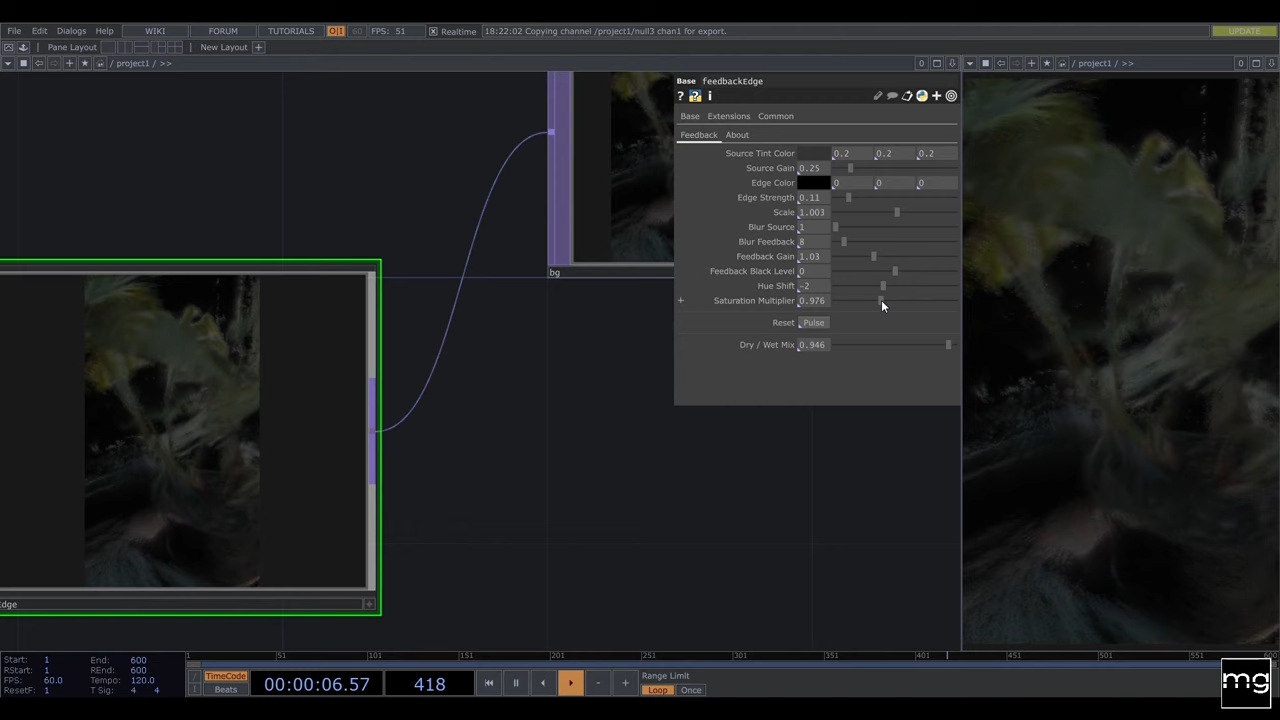 File Edit Dialogs Help WIKI FORUM TUTORIALS O|I 60 FPS: 51 Realtime 18:22:02 Copying channel /project1/null3 chan1 for export. UPDATE
Pane Layout New Layout +
/ project1 / >> 0 / project1 / >> 0
Base feedbackEdge
? ? i
Base Extensions Common
Feedback About
Source Tint Color 0.2 0.2 0.2
Source Gain 0.25
Edge Color 0 0 0
Edge Strength 0.11
Scale 1.003
Blur Source 1
Blur Feedback 8
Feedback Gain 1.03
Feedback Black Level 0
Hue Shift -2
+ Saturation Multiplier 0.976
Reset Pulse
Dry / Wet Mix 0.946
bg
Edge
1 51 101 151 201 251 301 351 401 451 501 551 600
Start: 1 End: 600
RStart: 1 REnd: 600
FPS: 60.0 Tempo: 120.0
ResetF: 1 T Sig: 4 4
TimeCode
Beats
00:00:06.57 418
Range Limit
Loop Once
mg